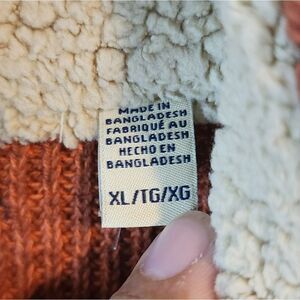 MADE IN
BANGLADESH
FABRIQUÉ AU
BANGLADESH
HECHO EN
BANGLADESH
XL/TG/XG